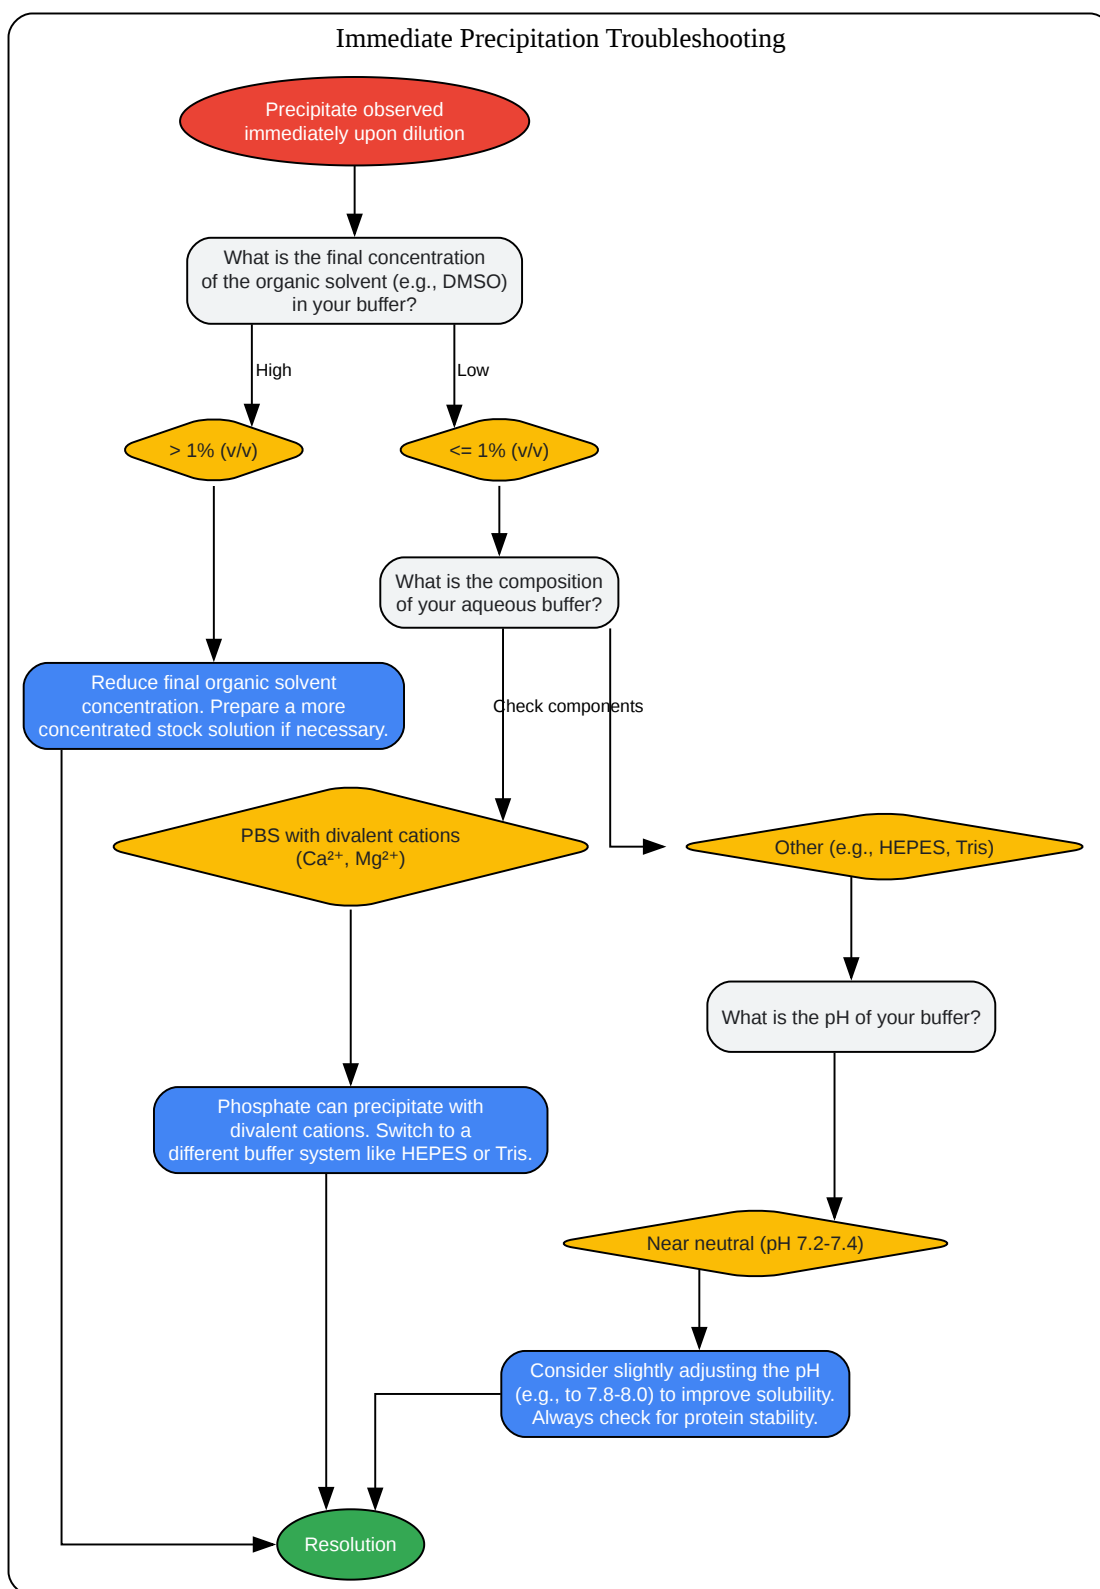 Immediate Precipitation Troubleshooting
Precipitate observed
immediately upon dilution
What is the final concentration
of the organic solvent (e.g., DMSO)
in your buffer?
High
Low
> 1% (v/v)
<= 1% (v/v)
What is the composition
of your aqueous buffer?
Reduce final organic solvent
concentration. Prepare a more
concentrated stock solution if necessary.
Check components
PBS with divalent cations
(Ca²⁺, Mg²⁺)
Other (e.g., HEPES, Tris)
What is the pH of your buffer?
Phosphate can precipitate with
divalent cations. Switch to a
different buffer system like HEPES or Tris.
Near neutral (pH 7.2-7.4)
Consider slightly adjusting the pH
(e.g., to 7.8-8.0) to improve solubility.
Always check for protein stability.
Resolution